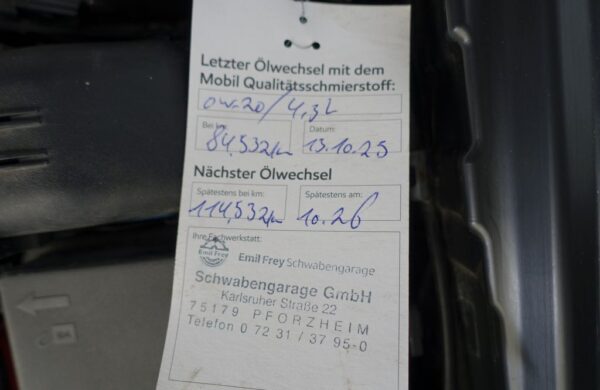 Letzter Ölwechsel mit dem
Mobil Qualitätsschmierstoff:
0W-20/4,3L
Bei km: Datum:
84,532km 13.10.25
Nächster Ölwechsel
Spätestens bei km: Spätestens am:
114,532km 10.26
Ihre Fachwerkstatt:
Emil Frey Emil Frey Schwabengarage
Schwabengarage GmbH
Karlsruher Straße 22
75179 PFORZHEIM
Telefon 0 72 31 / 37 95-0